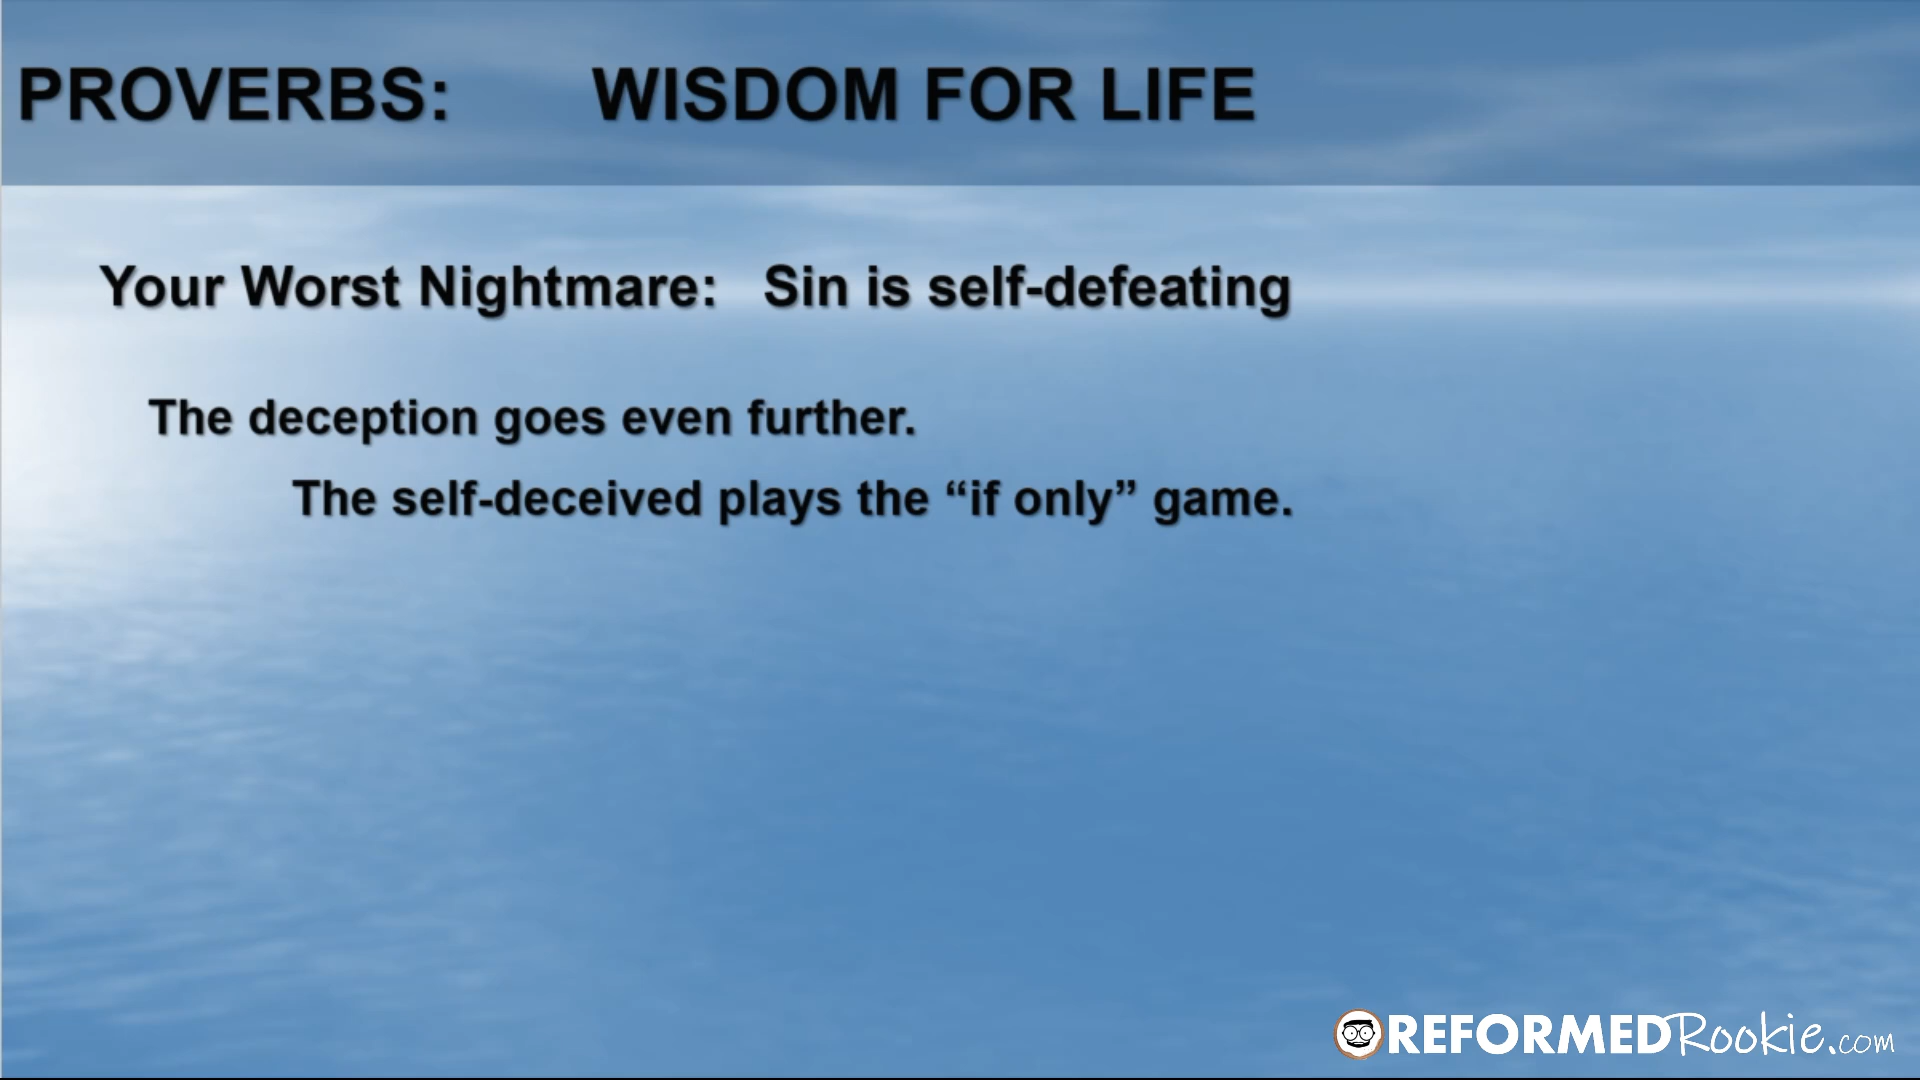 PROVERBS: WISDOM FOR LIFE
Your Worst Nightmare: Sin is self-defeating
The deception goes even further.
The self-deceived plays the “if only” game.
REFORMEDRookie.com